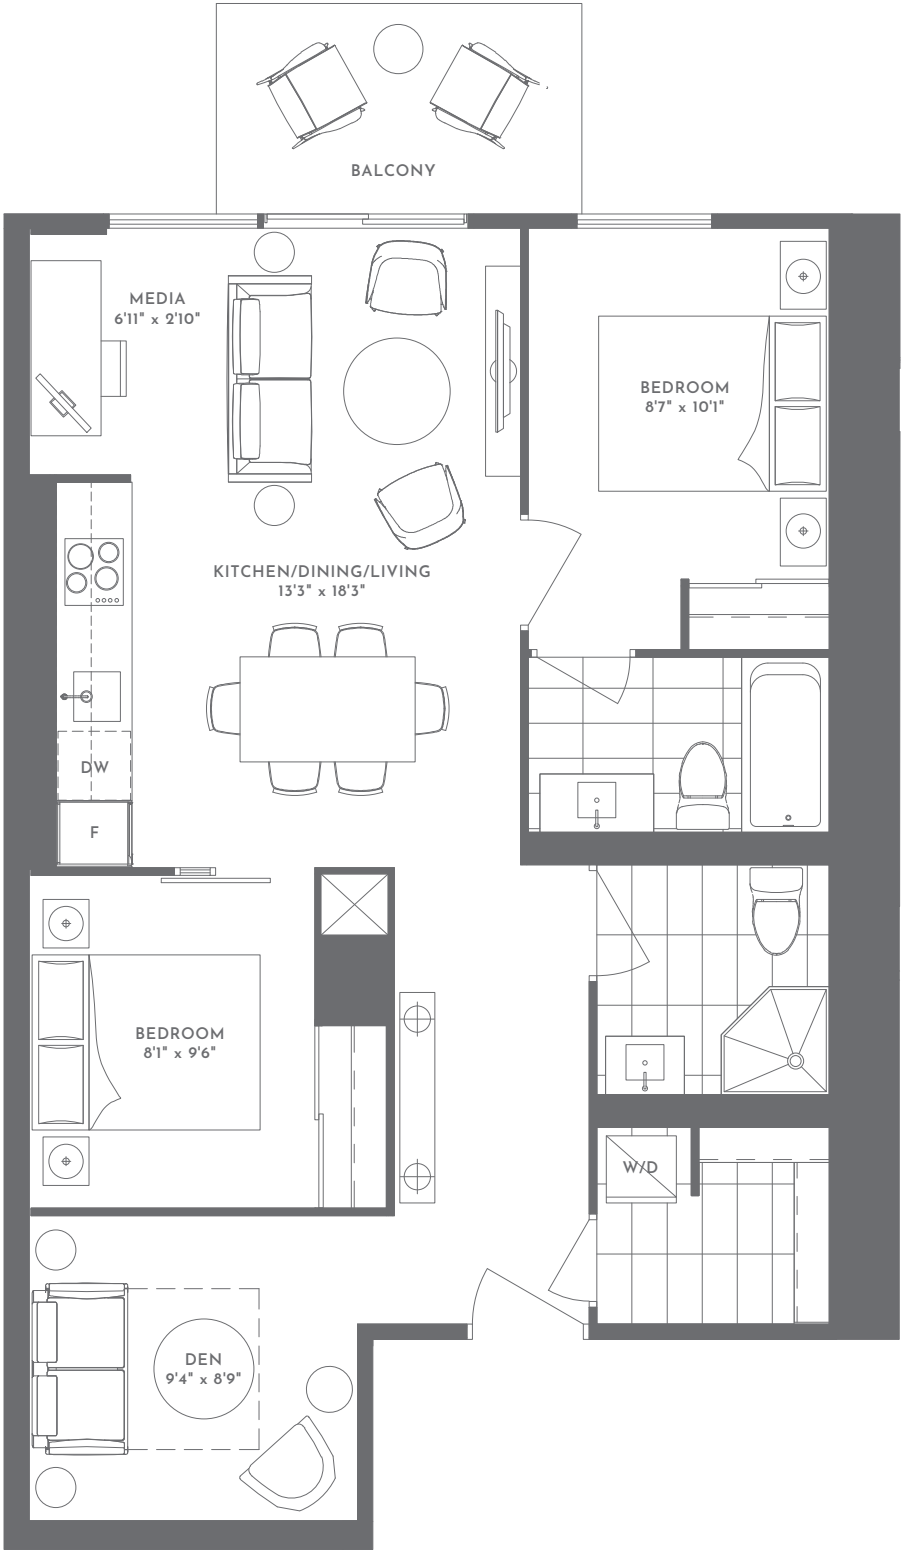 BALCONY
MEDIA
6'11" x 2'10"
BEDROOM
8'7" x 10'1"
KITCHEN/DINING/LIVING
13'3" x 18'3"
DW
F
BEDROOM
8'1" x 9'6"
W/D
DEN
9'4" x 8'9"